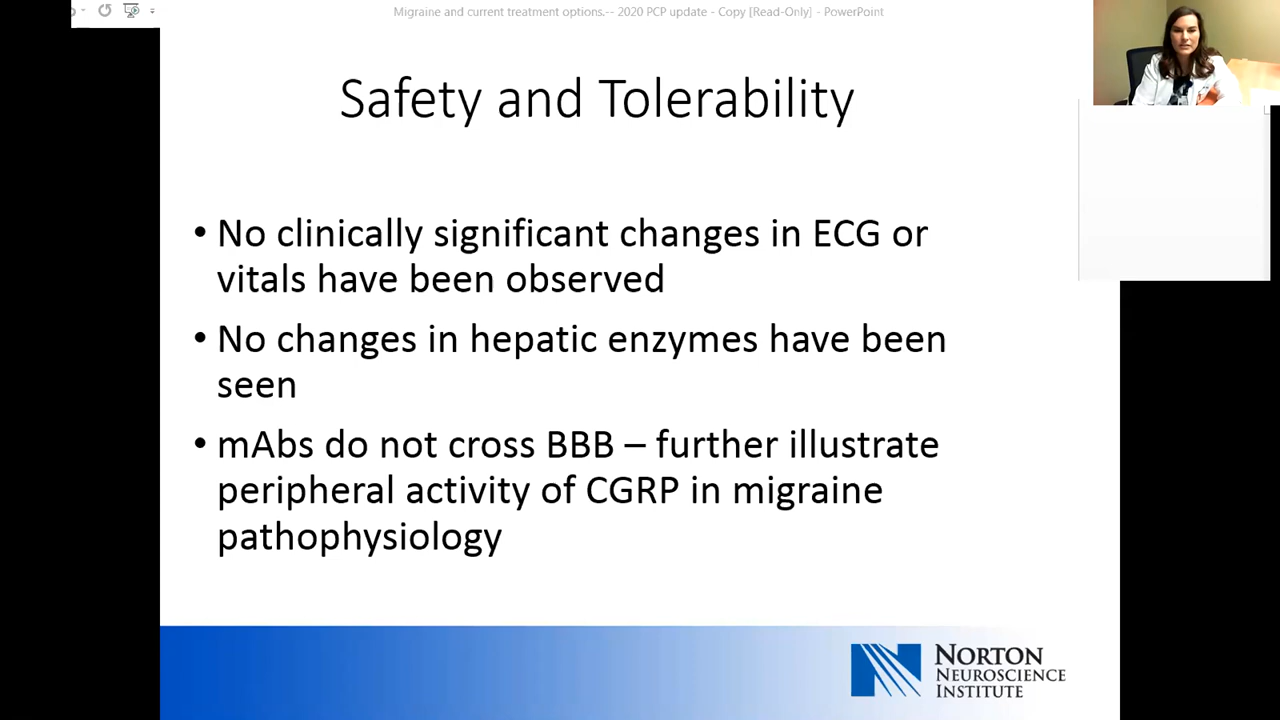 Migraine and current treatment options.-- 2020 PCP update - Copy [Read-Only] - PowerPoint
Safety and Tolerability
• No clinically significant changes in ECG or
vitals have been observed
• No changes in hepatic enzymes have been
seen
• mAbs do not cross BBB – further illustrate
peripheral activity of CGRP in migraine
pathophysiology
NORTON
NEUROSCIENCE
INSTITUTE